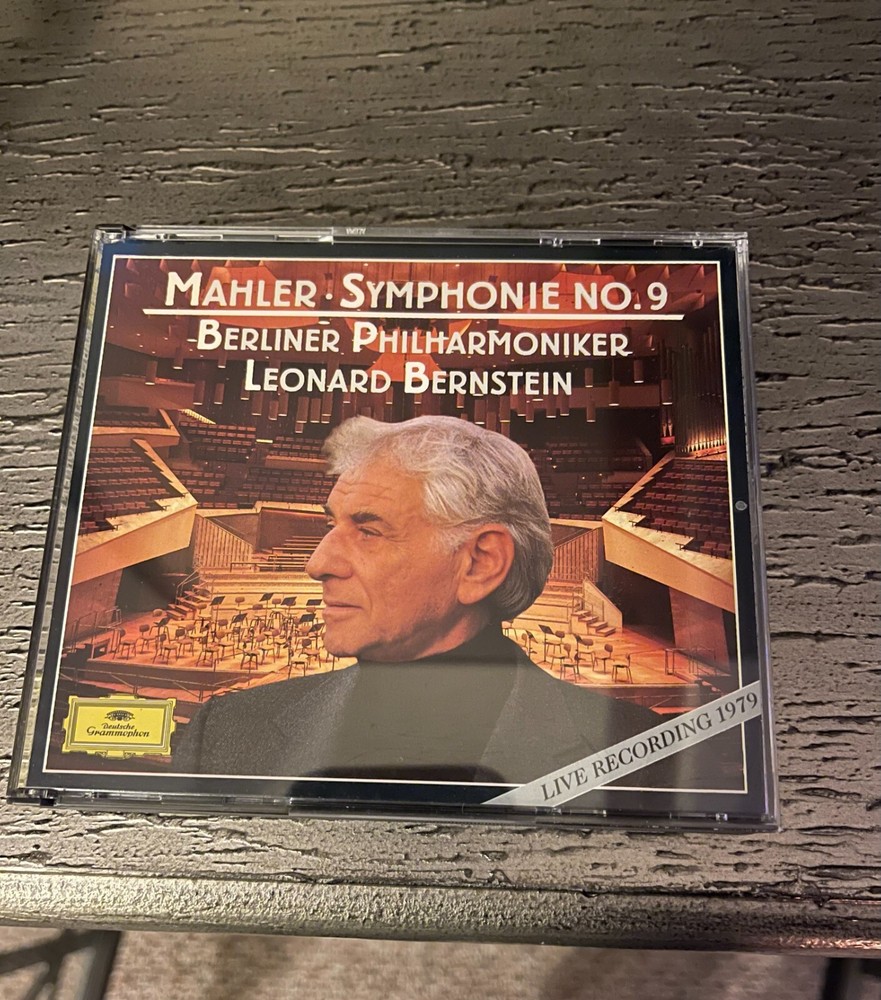 MAHLER · SYMPHONIE NO. 9
BERLINER PHILHARMONIKER
LEONARD BERNSTEIN
Deutsche
Grammophon
LIVE RECORDING 1979